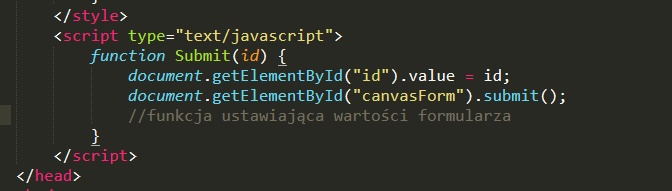 </style>
<script type="text/javascript">
function Submit(id) {
document.getElementById("id").value = id;
document.getElementById("canvasForm").submit();
//funkcja ustawiająca wartości formularza
}
</script>
</head>